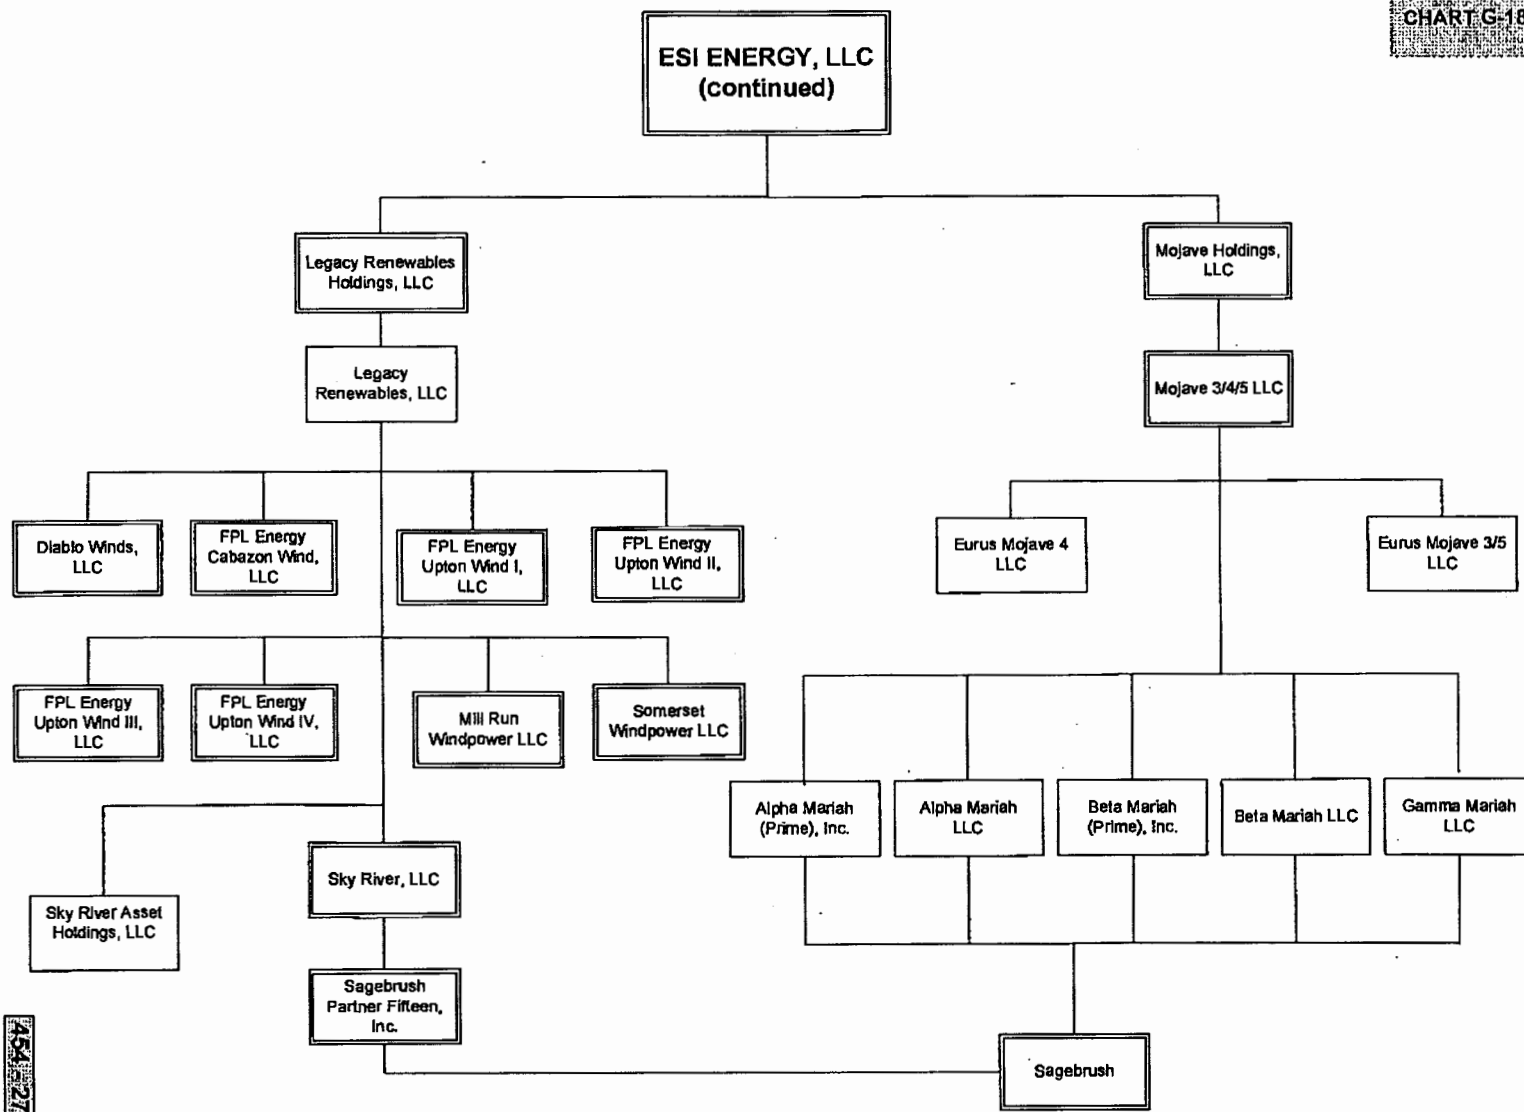 CHART G-18
ESI ENERGY, LLC
(continued)
Legacy Renewables
Holdings, LLC
Mojave Holdings,
LLC
Legacy
Renewables, LLC
Mojave 3/4/5 LLC
Diablo Winds,
LLC
FPL Energy
Cabazon Wind,
LLC
FPL Energy
Upton Wind I,
LLC
FPL Energy
Upton Wind II,
LLC
Eurus Mojave 4
LLC
Eurus Mojave 3/5
LLC
FPL Energy
Upton Wind III,
LLC
FPL Energy
Upton Wind IV,
LLC
Mill Run
Windpower LLC
Somerset
Windpower LLC
Alpha Mariah
(Prime), Inc.
Alpha Mariah
LLC
Beta Mariah
(Prime), Inc.
Beta Mariah LLC
Gamma Mariah
LLC
Sky River Asset
Holdings, LLC
Sky River, LLC
Sagebrush
Partner Fifteen,
Inc.
Sagebrush
454-27